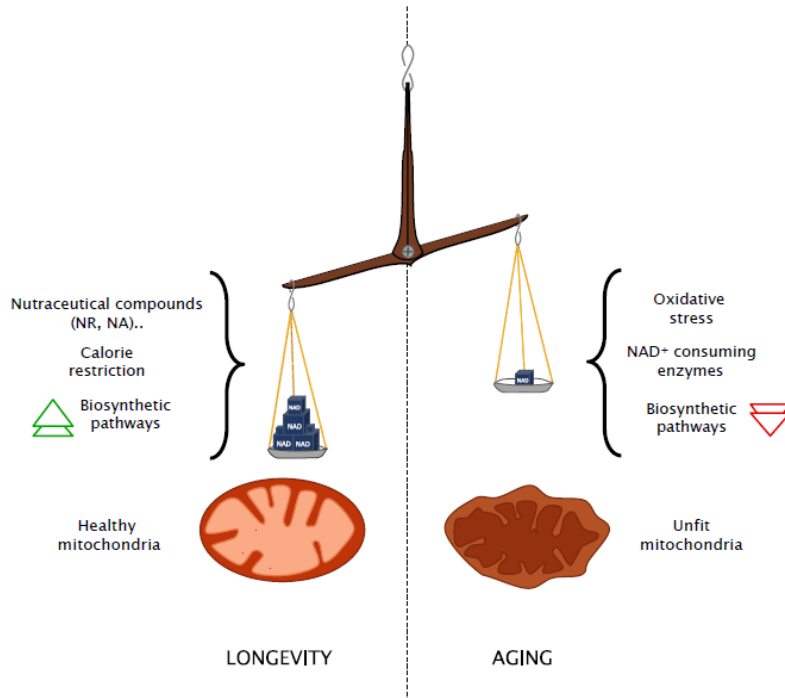 Nutraceutical compounds
(NR, NA)..
Calorie
restriction
Biosynthetic
pathways
NAD
NAD
NAD NAD
Healthy
mitochondria
LONGEVITY
Oxidative
stress
NAD⁺ consuming
enzymes
Biosynthetic
pathways
NAD
Unfit
mitochondria
AGING